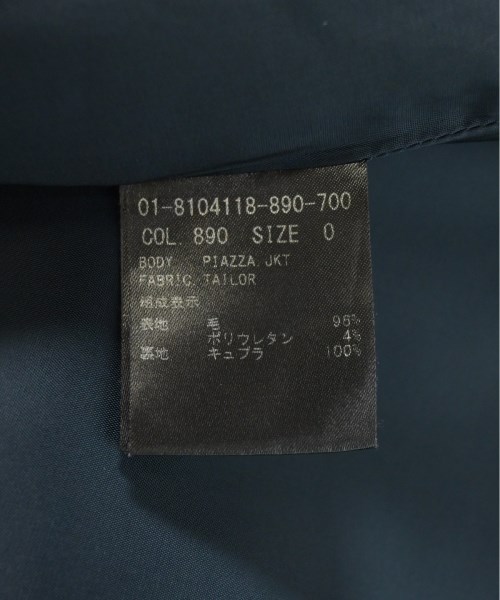 01-8104118-890-700
COL. 890 SIZE 0
BODY PIAZZA JKT
FABRIC TAILOR
組成表示
表地 毛 96%
ポリウレタン 4%
裏地 キュプラ 100%